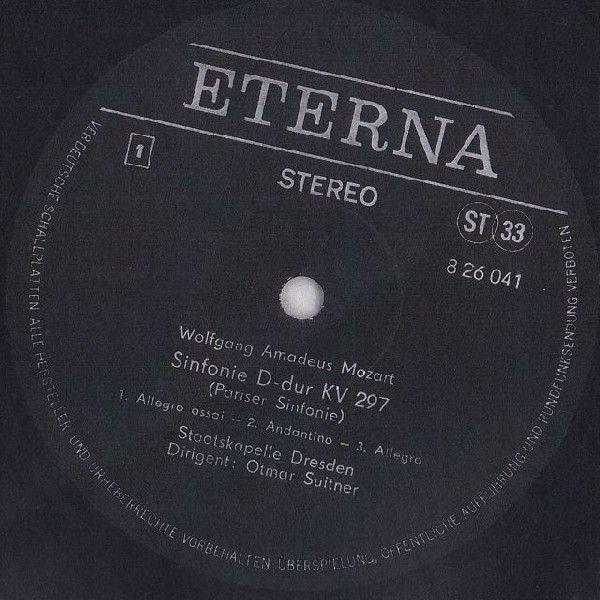 ETERNA
1
STEREO
ST 33
8 26 041
Wolfgang Amadeus Mozart
Sinfonie D-dur KV 297
(Pariser Sinfonie)
1. Allegro assai – 2. Andantino – 3. Allegro
Staatskapelle Dresden
Dirigent: Otmar Suitner
VEB DEUTSCHE SCHALLPLATTEN. ALLE HERSTELLER- UND URHEBERRECHTE VORBEHALTEN. ÜBERSPIELUNG, ÖFFENTLICHE AUFFÜHRUNG UND RUNDFUNKSENDUNG VERBOTEN